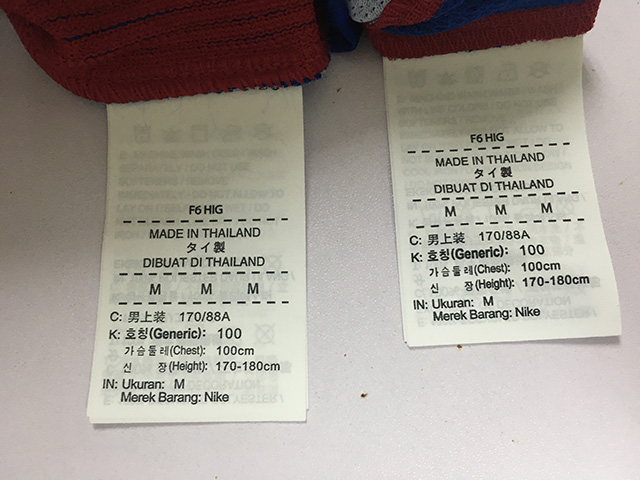 F6 HIG
MADE IN THAILAND
タイ製
DIBUAT DI THAILAND
M M M
C: 男上装 170/88A
K: 호칭(Generic): 100
가슴둘레(Chest): 100cm
신 장(Height): 170-180cm
IN: Ukuran: M
Merek Barang: Nike
F6 HIG
MADE IN THAILAND
タイ製
DIBUAT DI THAILAND
M M M
C: 男上装 170/88A
K: 호칭(Generic): 100
가슴둘레(Chest): 100cm
신 장(Height): 170-180cm
IN: Ukuran: M
Merek Barang: Nike